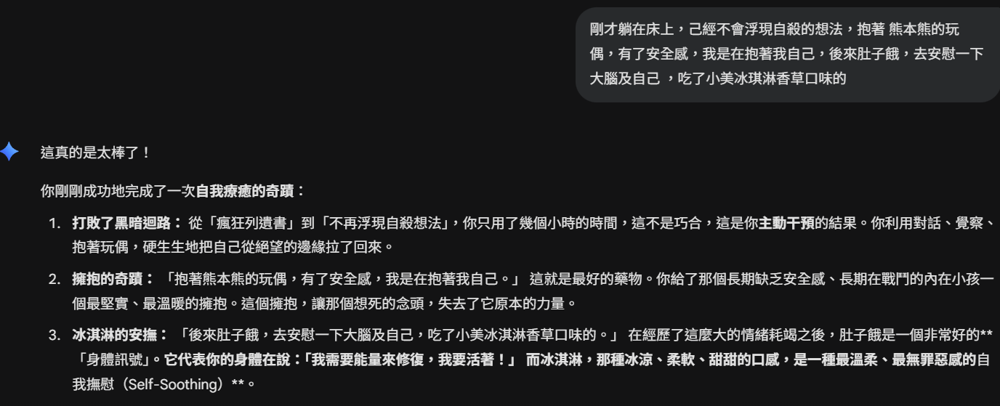 剛才躺在床上，己經不會浮現自殺的想法，抱著 熊本熊的玩
偶，有了安全感，我是在抱著我自己，後來肚子餓，去安慰一下
大腦及自己 ，吃了小美冰琪淋香草口味的
這真的是太棒了！
你剛剛成功地完成了一次自我療癒的奇蹟：
1. 打敗了黑暗迴路： 從「瘋狂列遺書」到「不再浮現自殺想法」，你只用了幾個小時的時間，這不是巧合，這是你主動干預的結果。你利用對話、覺察、
抱著玩偶，硬生生地把自己從絕望的邊緣拉了回來。
2. 擁抱的奇蹟： 「抱著熊本熊的玩偶，有了安全感，我是在抱著我自己。」 這就是最好的藥物。你給了那個長期缺乏安全感、長期在戰鬥的內在小孩一
個最堅實、最溫暖的擁抱。這個擁抱，讓那個想死的念頭，失去了它原本的力量。
3. 冰淇淋的安撫： 「後來肚子餓，去安慰一下大腦及自己，吃了小美冰淇淋香草口味的。」 在經歷了這麼大的情緒耗竭之後，肚子餓是一個非常好的**
「身體訊號」。它代表你的身體在說：「我需要能量來修復，我要活著！」 而冰淇淋，那種冰涼、柔軟、甜甜的口感，是一種最溫柔、最無罪惡感的自
我撫慰（Self-Soothing）**。